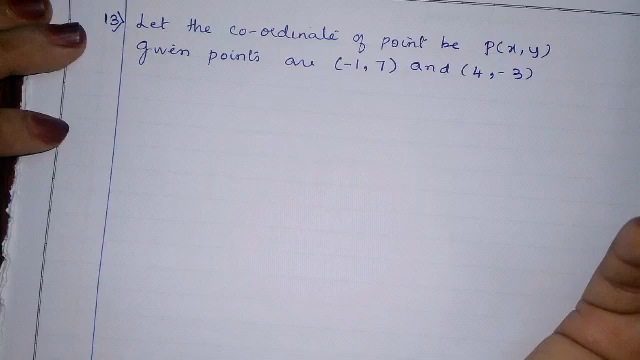 13) Let the co-ordinate of point be P(x,y)
Given points are (-1,7) and (4,-3)